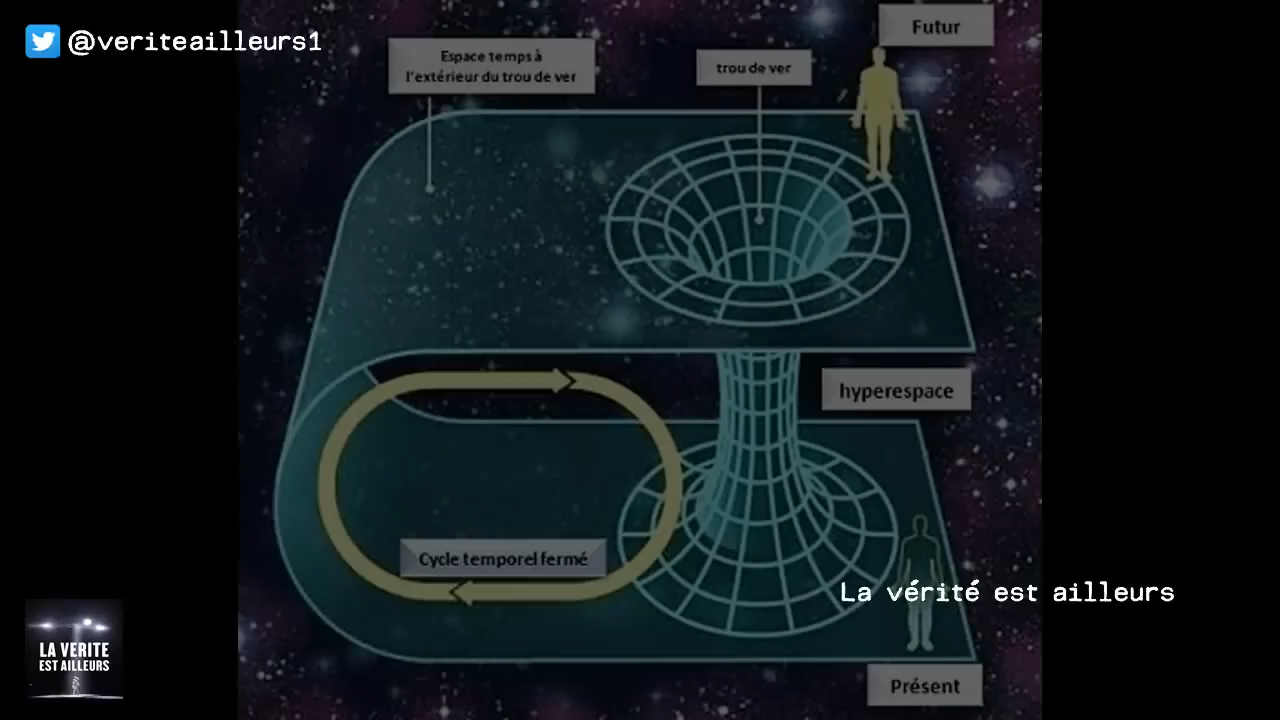 @veriteailleurs1
Futur
Espace temps à
l'extérieur du trou de ver
trou de ver
hyperespace
Cycle temporel fermé
La vérité est ailleurs
LA VERITE
EST AILLEURS
Présent